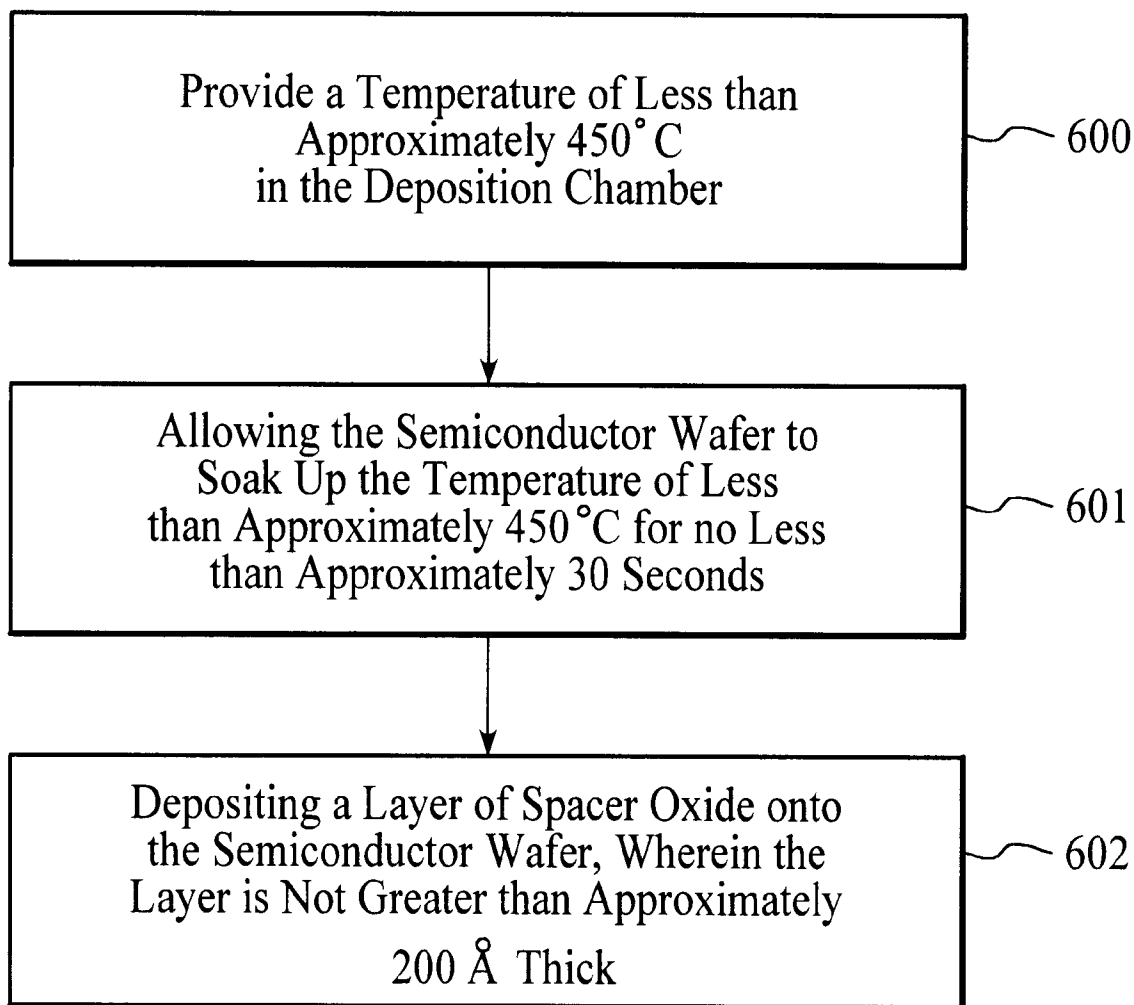 Provide a Temperature of Less than
Approximately 450°C
in the Deposition Chamber
600
Allowing the Semiconductor Wafer to
Soak Up the Temperature of Less
than Approximately 450°C for no Less
than Approximately 30 Seconds
601
Depositing a Layer of Spacer Oxide onto
the Semiconductor Wafer, Wherein the
Layer is Not Greater than Approximately
200 Å Thick
602